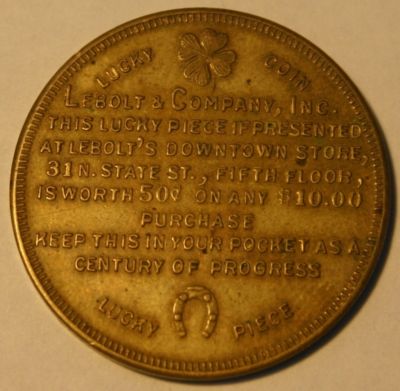 LUCKY COIN
LEBOLT & COMPANY, INC.
THIS LUCKY PIECE IF PRESENTED
AT LEBOLT'S DOWNTOWN STORE,
31 N. STATE ST., FIFTH FLOOR,
IS WORTH 50¢ ON ANY $10.00
PURCHASE
KEEP THIS IN YOUR POCKET AS A
CENTURY OF PROGRESS
LUCKY PIECE